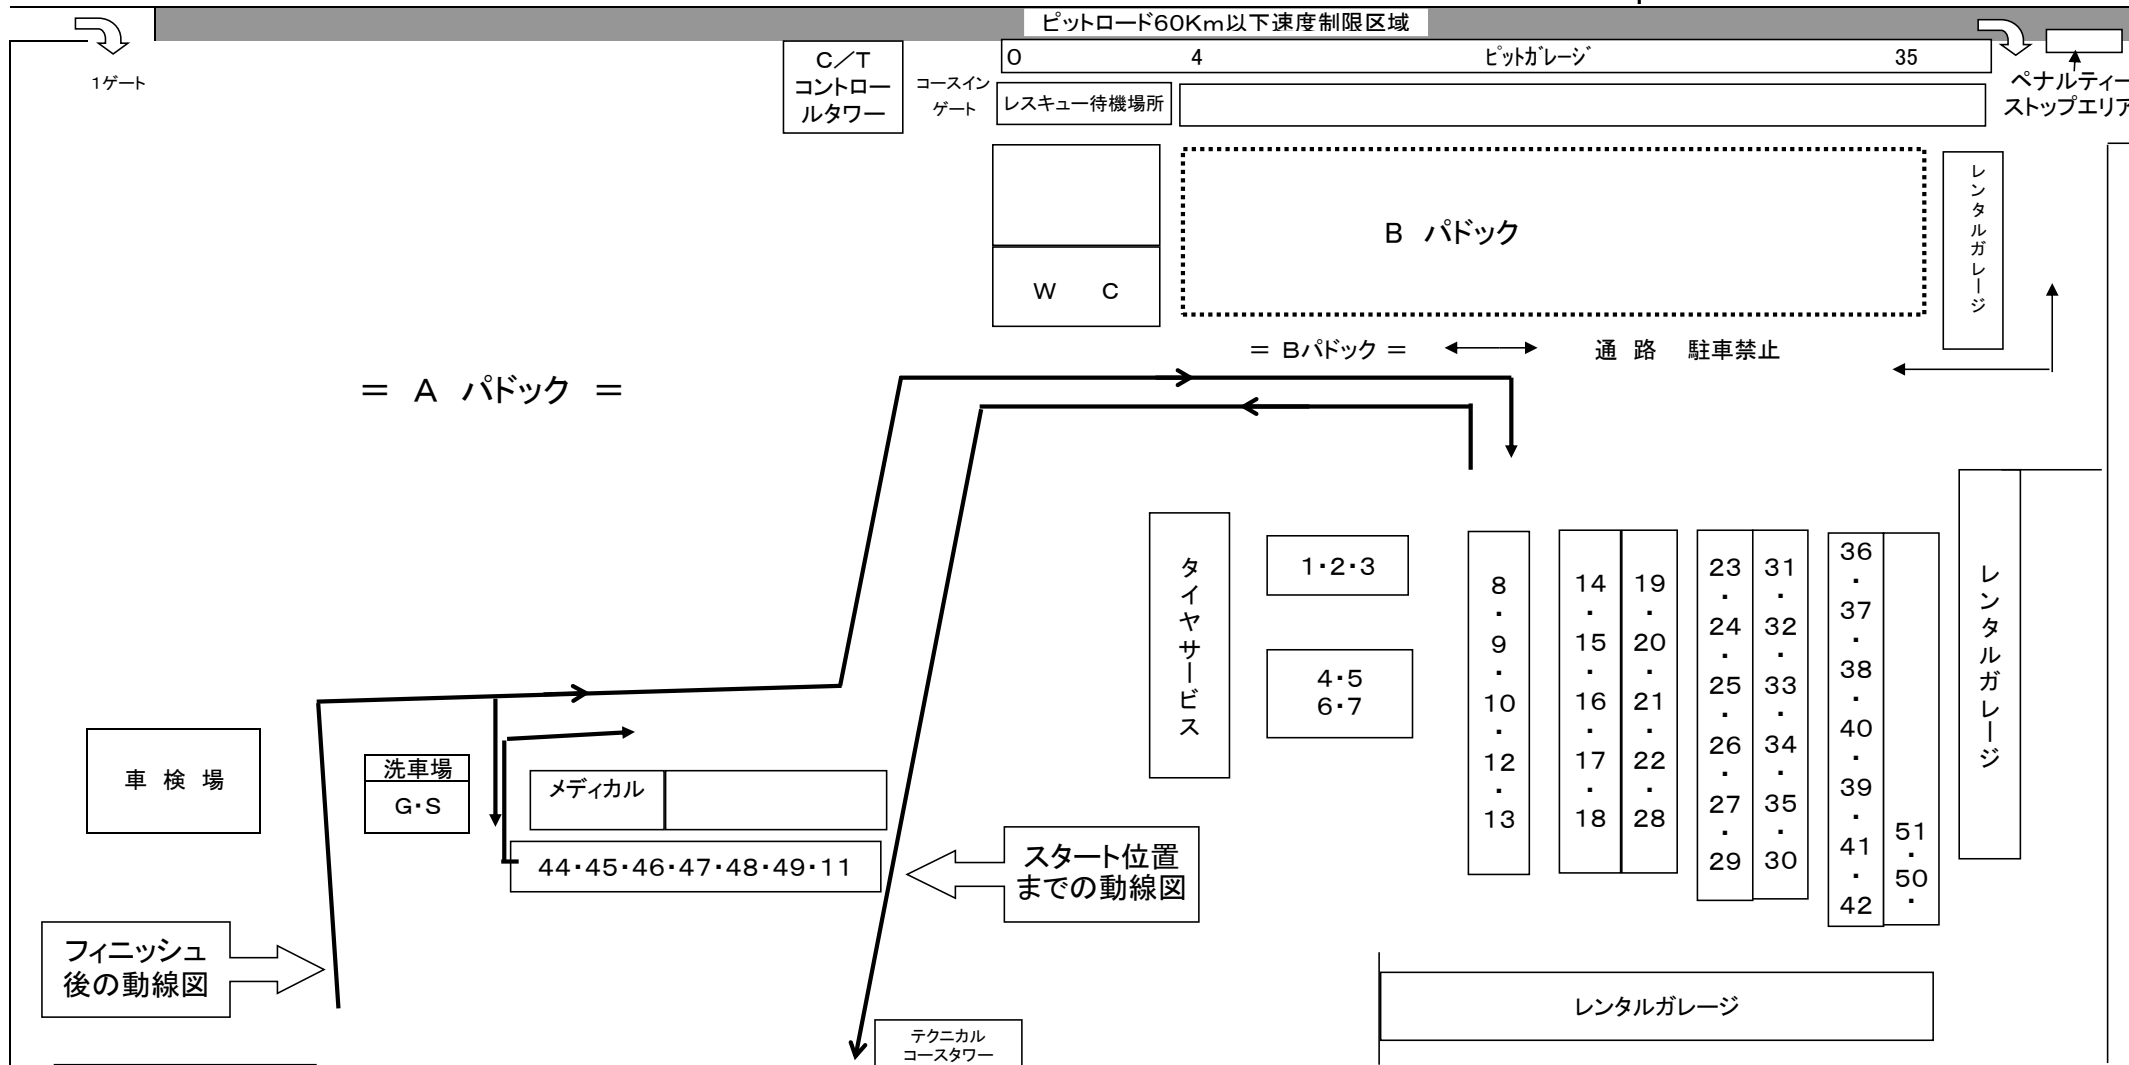 ピットロード60Km以下速度制限区域
1ゲート
C/T
コントロー
ルタワー
コースイン
ゲート
0 4 ピットガレージ 35
レスキュー待機場所
ペナルティー
ストップエリア
B パドック
レンタルガレージ
W C
= Bパドック =
通 路 駐車禁止
= A パドック =
タイヤサービス
1・2・3
4・5
6・7
8・9・10・12・13
14・15・16・17・18
19・20・21・22・28
23・24・25・26・27・29
31・32・33・34・35・30
36・37・38・40・39・41・42
51・50・
レンタルガレージ
車 検 場
洗車場
G・S
メディカル
44・45・46・47・48・49・11
スタート位置
までの動線図
フィニッシュ
後の動線図
レンタルガレージ
テクニカル
コースタワー